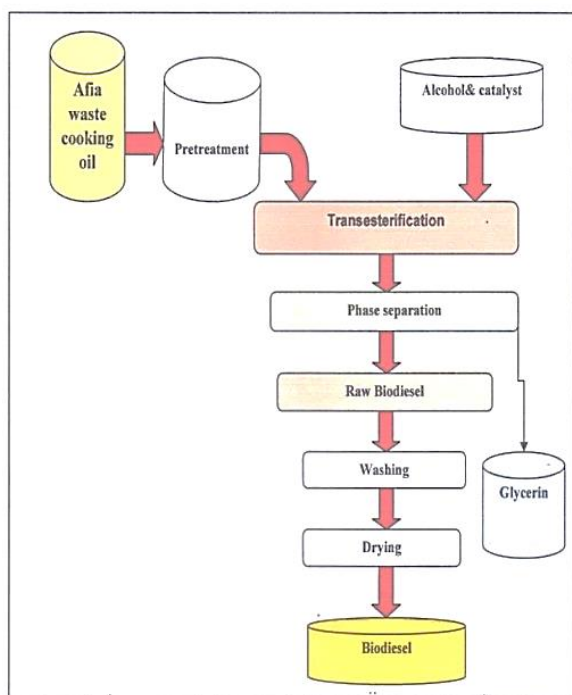 Afia
waste
cooking
oil
Pretreatment
Alcohol& catalyst
Transesterification
Phase separation
Raw Biodiesel
Washing
Glycerin
Drying
Biodiesel